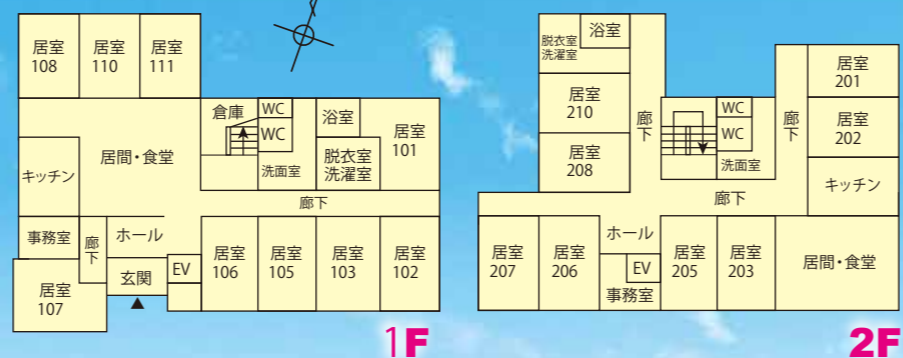 居室
108
居室
110
居室
111
倉庫
WC
WC
洗面室
浴室
脱衣室
洗濯室
居室
101
キッチン
居間・食堂
廊下
事務室
廊下
ホール
玄関
EV
居室
106
居室
105
居室
103
居室
102
居室
107
1F
脱衣室
洗濯室
浴室
居室
210
居室
208
廊下
WC
WC
洗面室
廊下
居室
201
居室
202
キッチン
廊下
居室
207
居室
206
ホール
EV
事務室
居室
205
居室
203
居間・食堂
2F